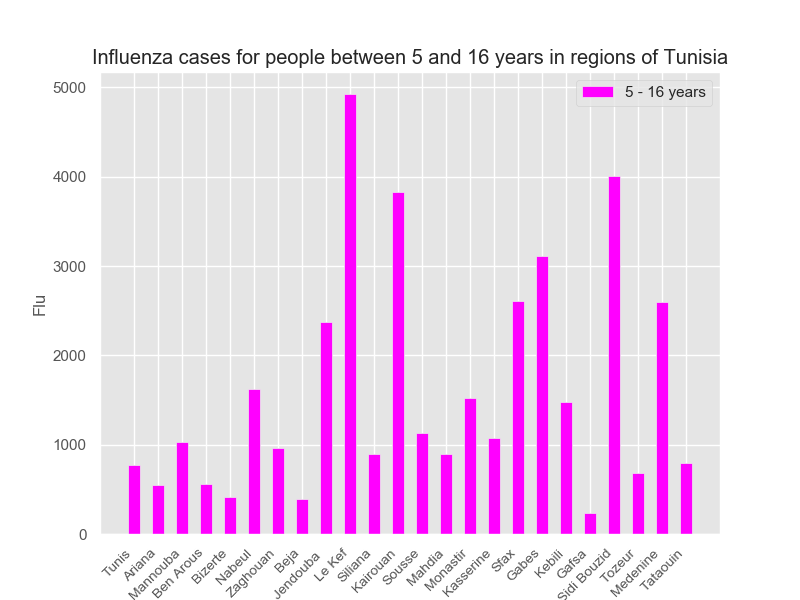 Influenza cases for people between 5 and 16 years in regions of Tunisia
5 - 16 years
Flu
5000
4000
3000
2000
1000
0
Tunis
Ariana
Mannouba
Ben Arous
Bizerte
Nabeul
Zaghouan
Beja
Jendouba
Le Kef
Siliana
Kairouan
Sousse
Mahdia
Monastir
Kasserine
Sfax
Gabes
Kebili
Gafsa
Sidi Bouzid
Tozeur
Medenine
Tataouin